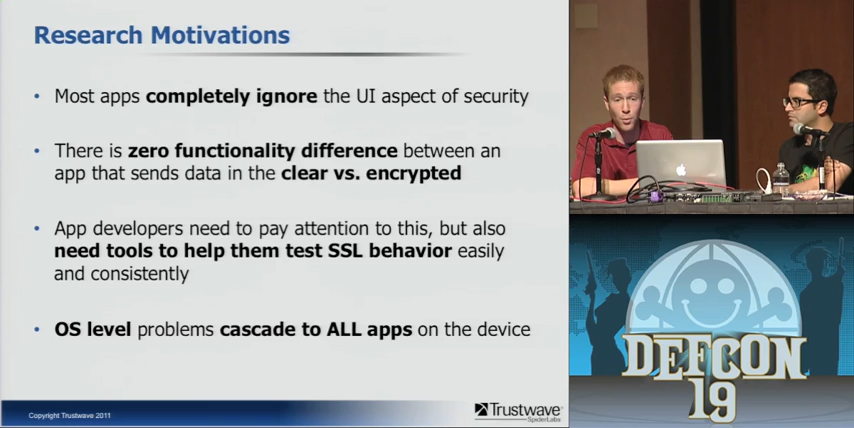 Research Motivations
• Most apps completely ignore the UI aspect of security
• There is zero functionality difference between an
app that sends data in the clear vs. encrypted
• App developers need to pay attention to this, but also
need tools to help them test SSL behavior easily
and consistently
• OS level problems cascade to ALL apps on the device
Copyright Trustwave 2011
Trustwave®
SpiderLabs
DEFCON
19